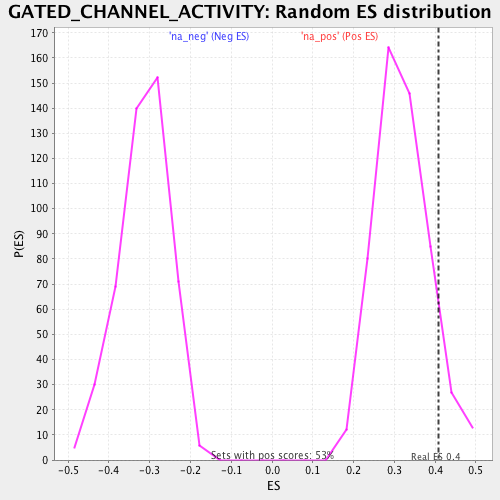 GATED_CHANNEL_ACTIVITY: Random ES distribution
'na_neg' (Neg ES) 'na_pos' (Pos ES)
170
160
150
140
130
120
110
100
90
80
70
60
50
40
30
20
10
0
P(ES)
Sets with pos scores: 53%
Real ES 0.4
-0.5 -0.4 -0.3 -0.2 -0.1 0.0 0.1 0.2 0.3 0.4 0.5
ES